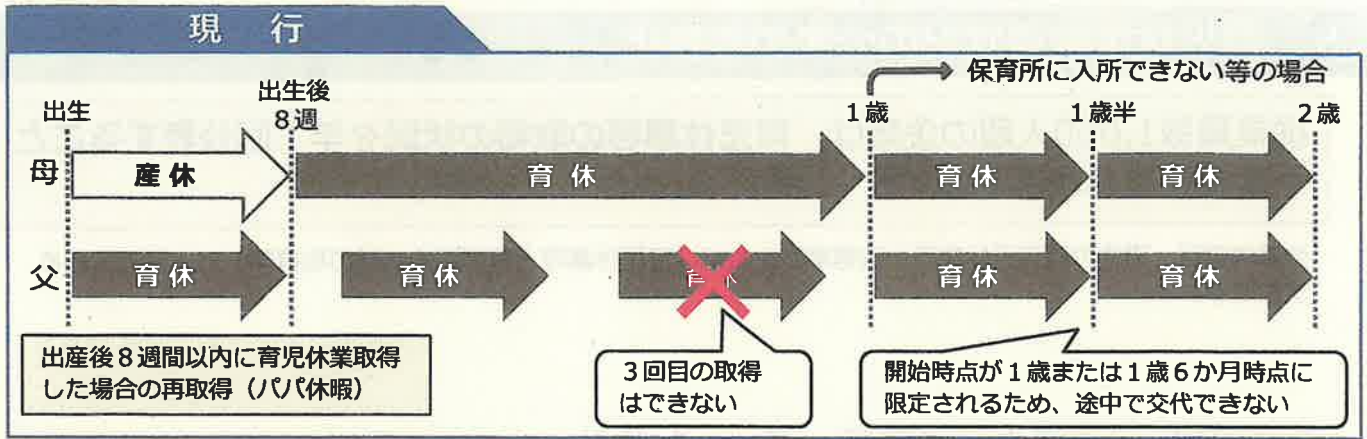 現 行
保育所に入所できない等の場合
出生
出生後
8週
1歳
1歳半
2歳
母
産休
育休
育休
育休
父
育休
育休
育休
育休
育休
出産後8週間以内に育児休業取得
した場合の再取得（パパ休暇）
3回目の取得
はできない
開始時点が1歳または1歳6か月時点に
限定されるため、途中で交代できない